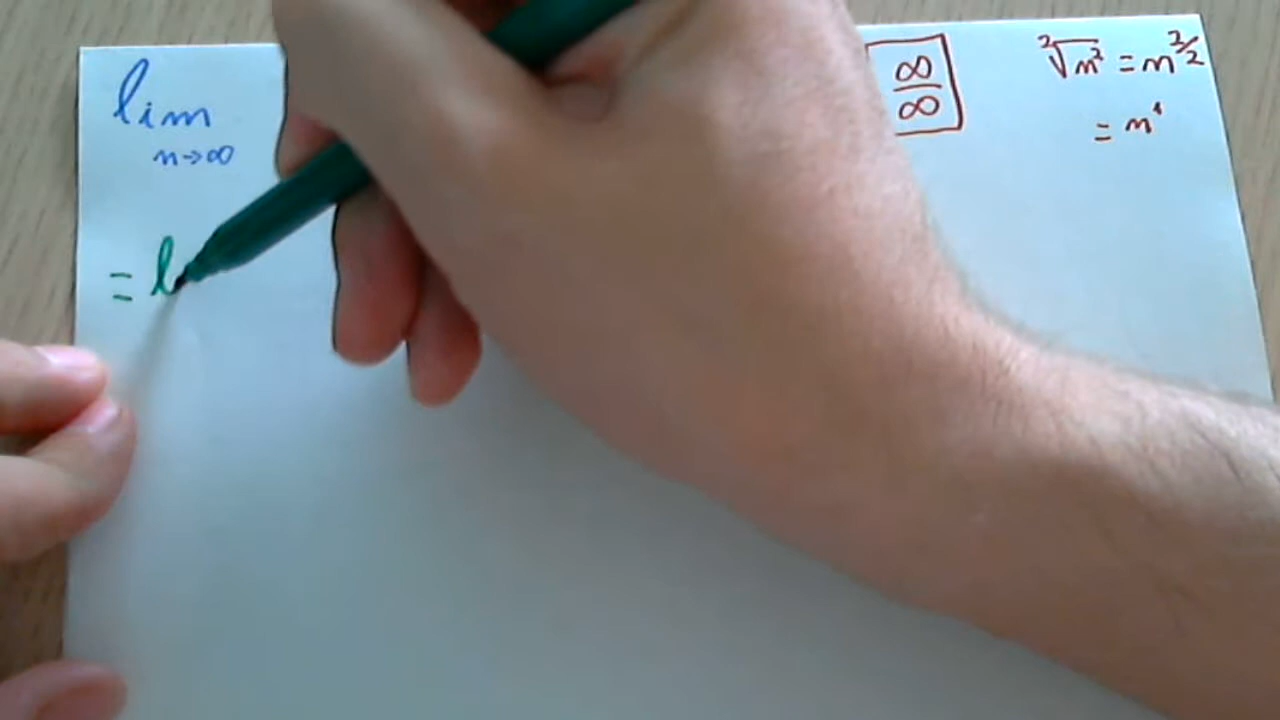 lim
n→∞
∞
∞
²√n² = n^2/2
= n¹
= l